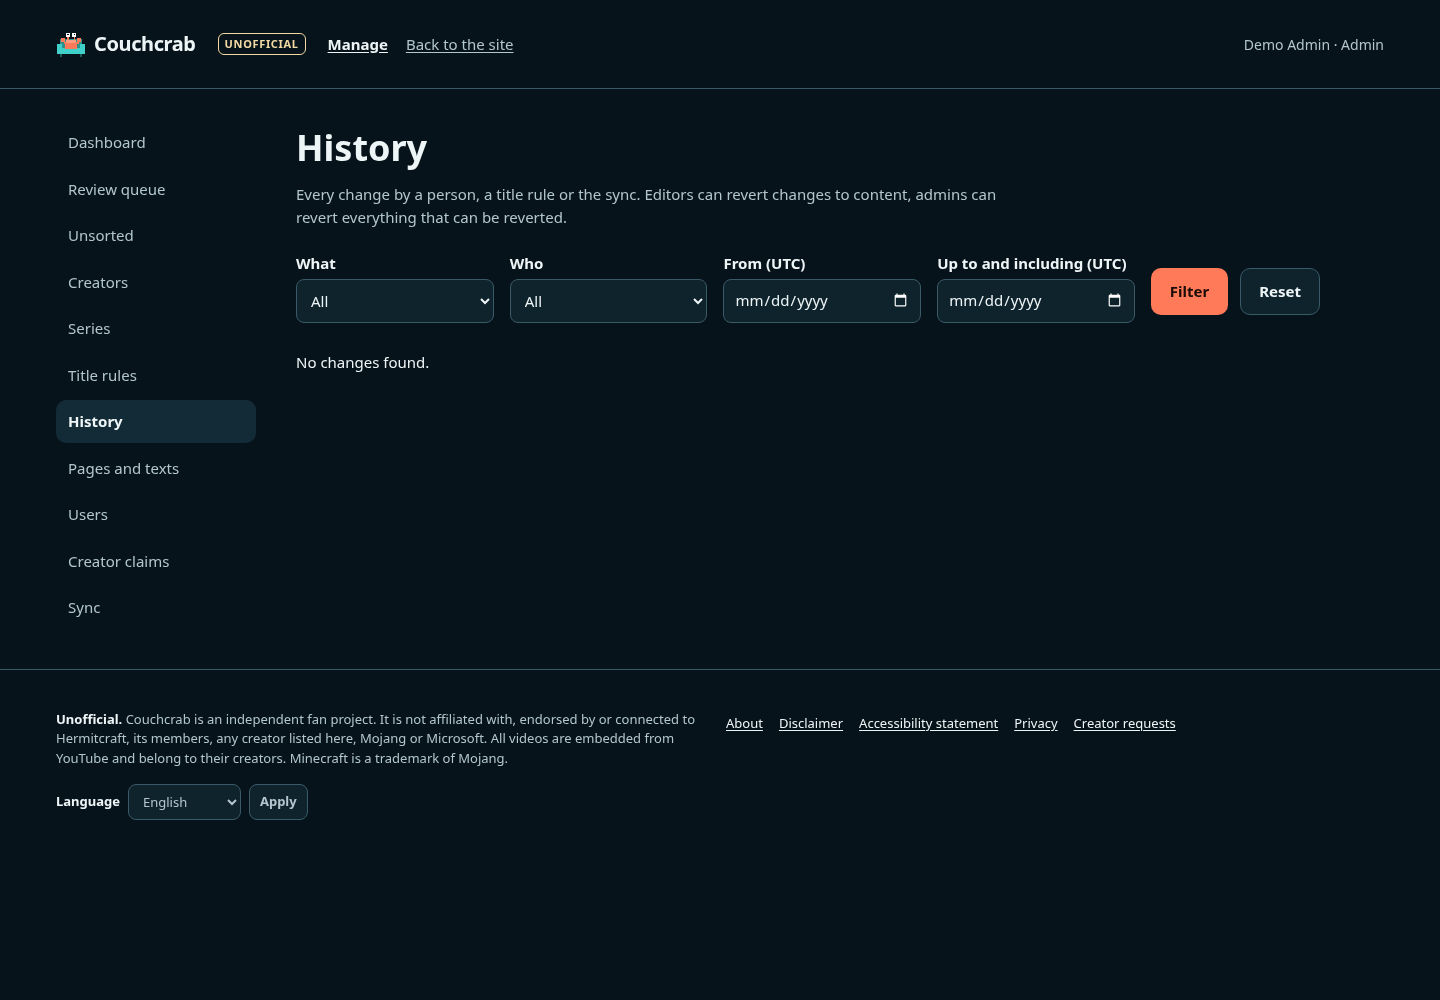 Couchcrab
UNOFFICIAL
Manage
Back to the site
Demo Admin · Admin
Dashboard
Review queue
Unsorted
Creators
Series
Title rules
History
Pages and texts
Users
Creator claims
Sync
History
Every change by a person, a title rule or the sync. Editors can revert changes to content, admins can
revert everything that can be reverted.
What
Who
From (UTC)
Up to and including (UTC)
All
All
mm/dd/yyyy
mm/dd/yyyy
Filter
Reset
No changes found.
Unofficial. Couchcrab is an independent fan project. It is not affiliated with, endorsed by or connected to
Hermitcraft, its members, any creator listed here, Mojang or Microsoft. All videos are embedded from
YouTube and belong to their creators. Minecraft is a trademark of Mojang.
About
Disclaimer
Accessibility statement
Privacy
Creator requests
Language
English
Apply